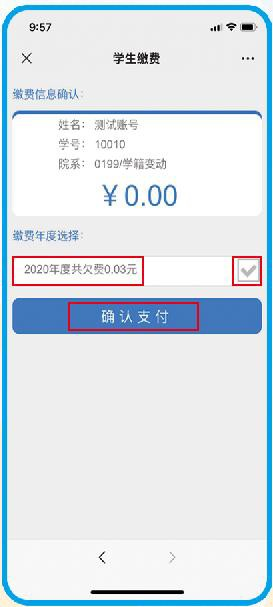 9:57
学生缴费
缴费信息确认：
姓名： 测试账号
学号： 10010
院系： 0199/学籍变动
￥0.00
缴费年度选择：
2020年度共欠费0.03元
确认支付